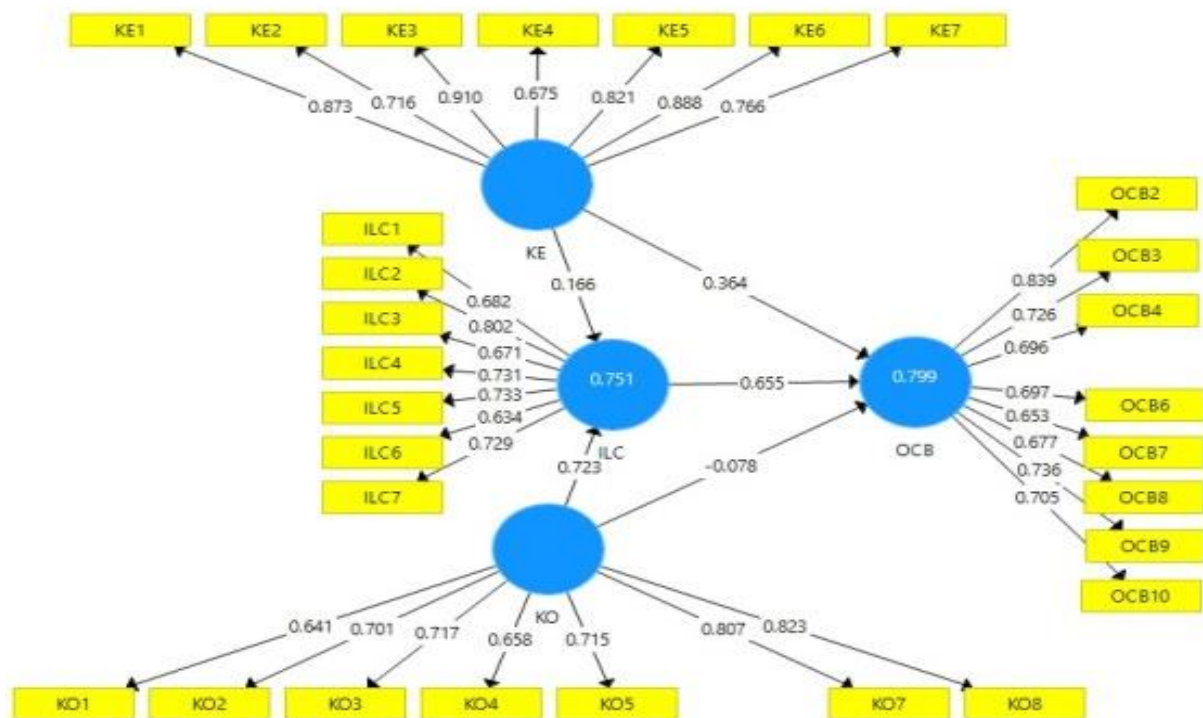 KE1 KE2 KE3 KE4 KE5 KE6 KE7
0.873 0.716 0.910 0.675 0.821 0.888 0.766
KE
0.166
0.364
ILC1
ILC2
ILC3
ILC4
ILC5
ILC6
ILC7
0.682
0.802
0.671
0.731
0.733
0.634
0.729
0.751
ILC
0.655
0.723
-0.078
0.799
OCB
OCB2
OCB3
OCB4
OCB6
OCB7
OCB8
OCB9
OCB10
0.839
0.726
0.696
0.697
0.653
0.677
0.736
0.705
KO
0.641 0.701 0.717 0.658 0.715 0.807 0.823
KO1 KO2 KO3 KO4 KO5 KO7 KO8